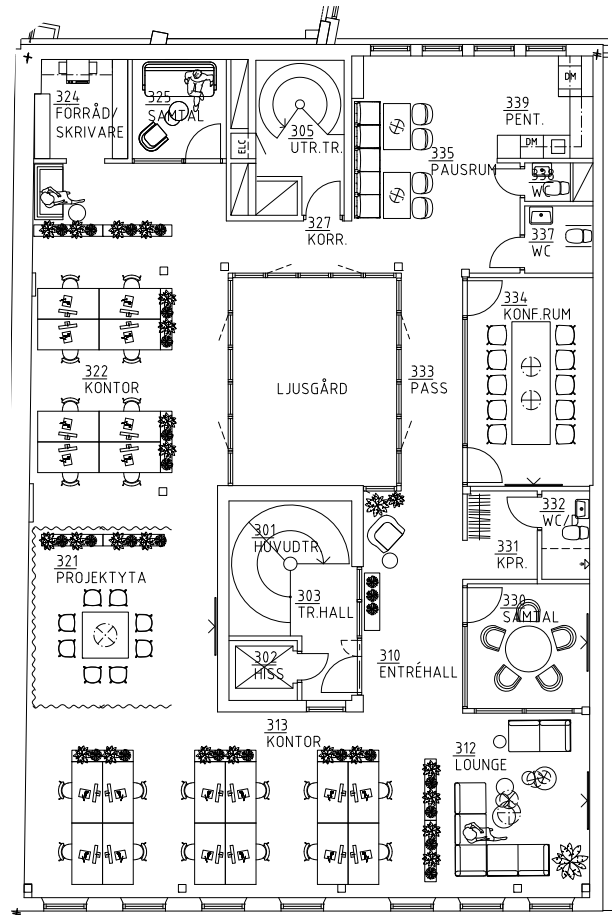 324
FÖRRÅD/
SKRIVARE
325
SAMTAL
305
UTR.TR.
ELC
DM
339
PENT.
DM
335
PAUSRUM
338
WC
337
WC
327
KORR.
334
KONF.RUM
322
KONTOR
LJUSGÅRD
333
PASS
332
WC/D
331
KPR.
301
HUVUDTR.
321
PROJEKTYTA
303
TR.HALL
330
SAMTAL
302
HISS
310
ENTRÉHALL
313
KONTOR
312
LOUNGE